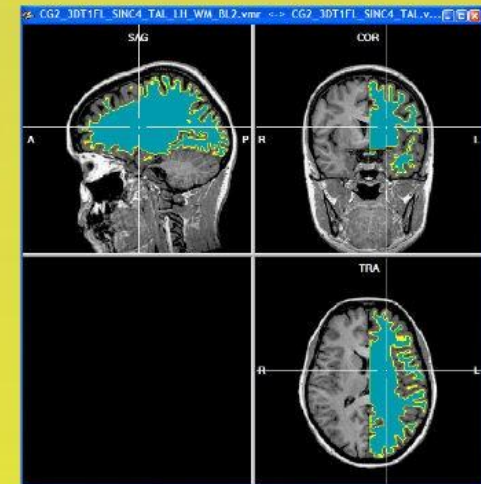 CG2_3DT1FL_SINC4_TAL_LH_WM_BL2.vmr <-> CG2_3DT1FL_SINC4_TAL.v...
SAG
COR
A
P
R
L
TRA
R
L